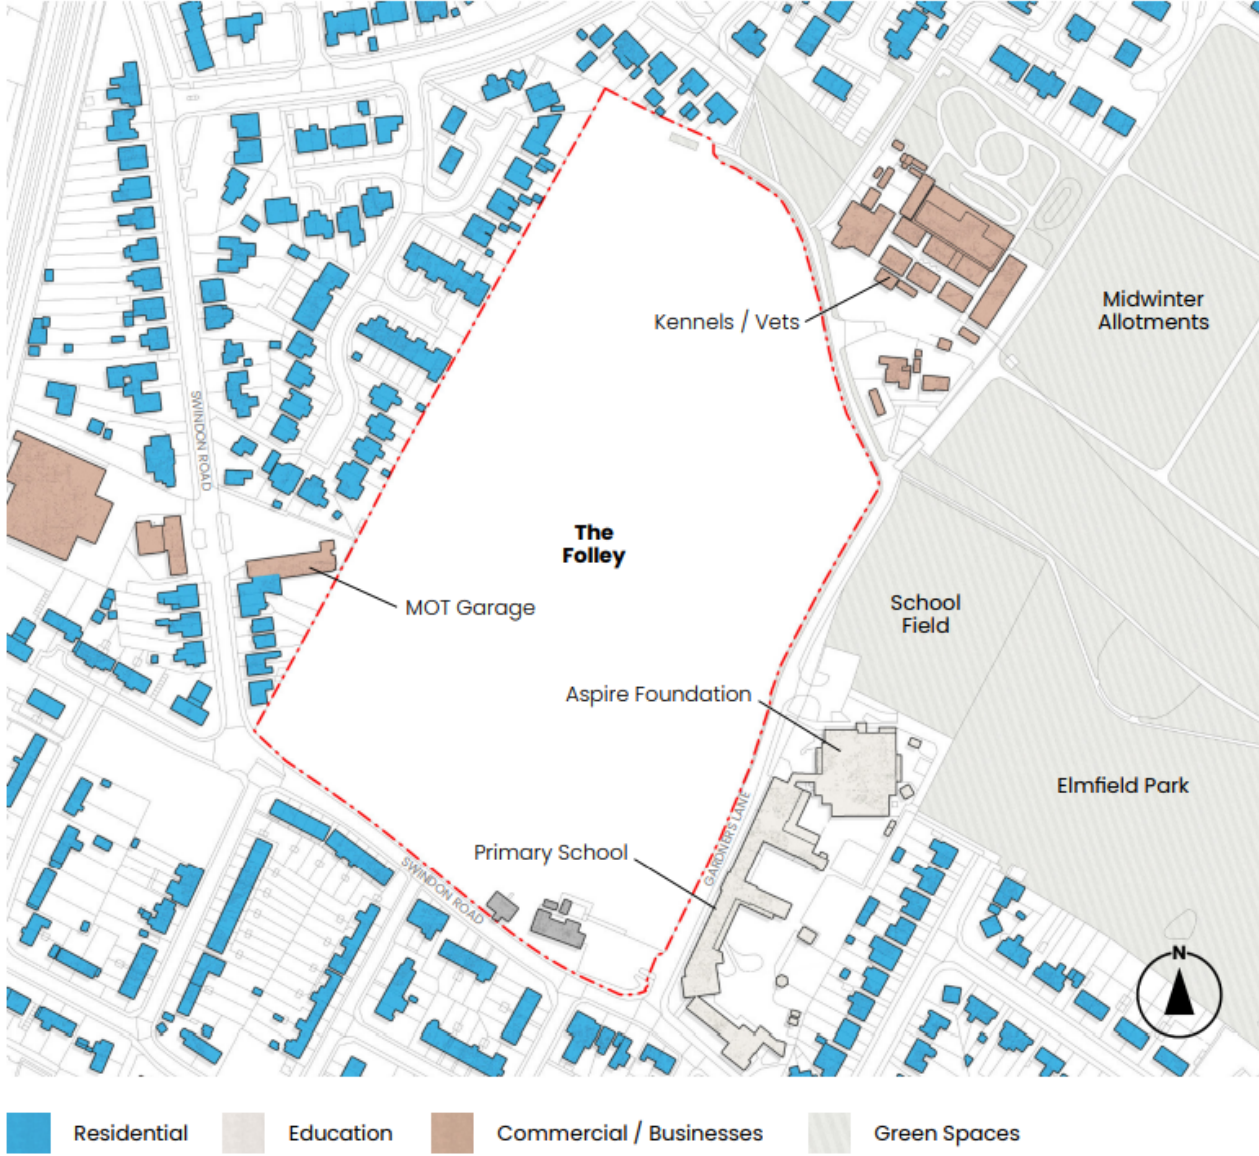 Kennels / Vets
Midwinter
Allotments
SWINDON ROAD
The
Folley
MOT Garage
School
Field
Aspire Foundation
Elmfield Park
GARDNERS LANE
Primary School
SWINDON ROAD
N
Residential
Education
Commercial / Businesses
Green Spaces